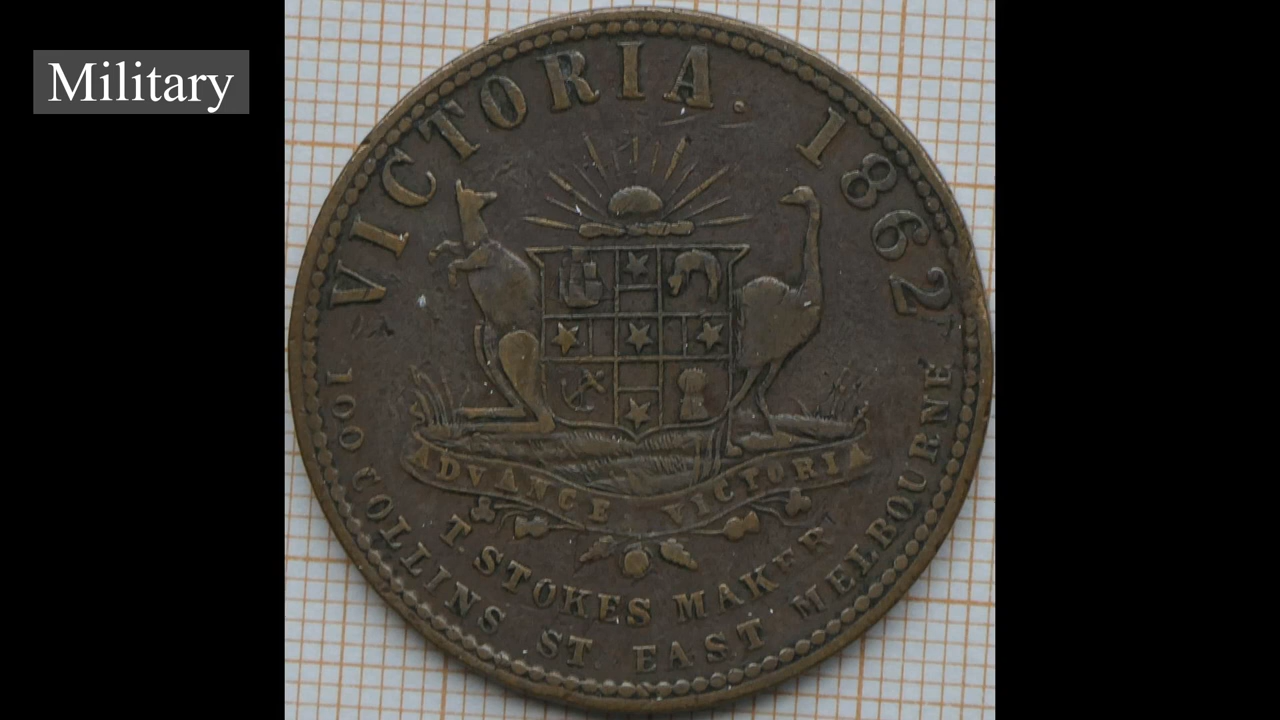 Military
VICTORIA. 1862
ADVANCE VICTORIA
T. STOKES MAKER
100 COLLINS ST. EAST MELBOURNE